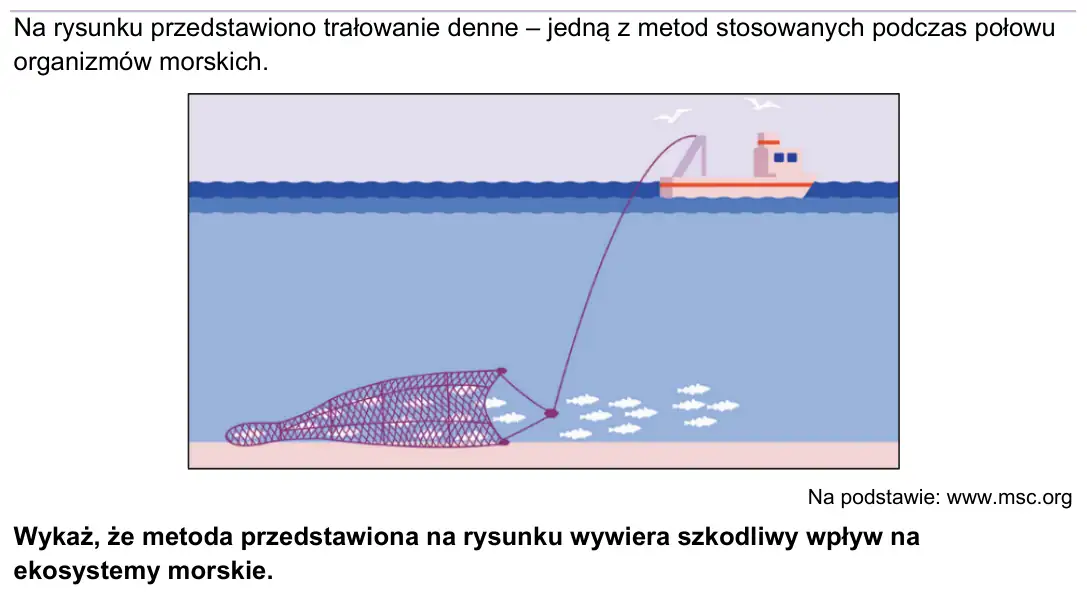 Na rysunku przedstawiono trałowanie denne – jedną z metod stosowanych podczas połowu
organizmów morskich.
Na podstawie: www.msc.org
Wykaż, że metoda przedstawiona na rysunku wywiera szkodliwy wpływ na
ekosystemy morskie.